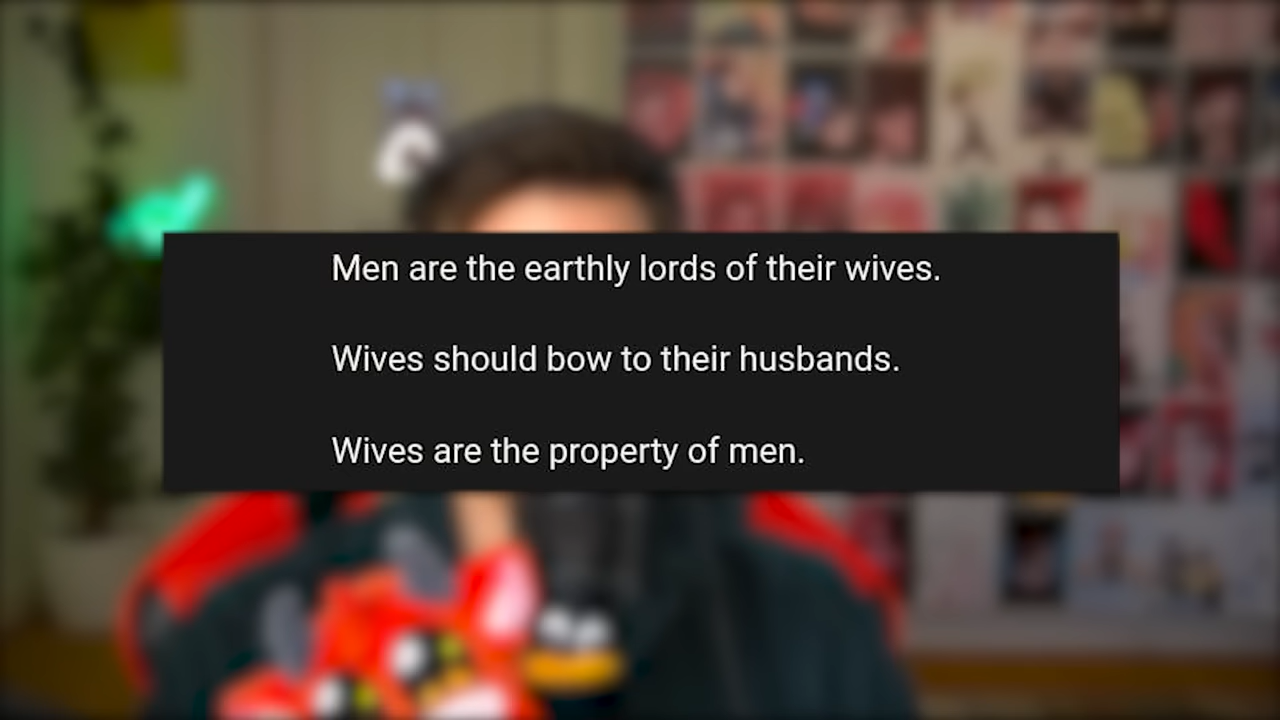 Men are the earthly lords of their wives.
Wives should bow to their husbands.
Wives are the property of men.